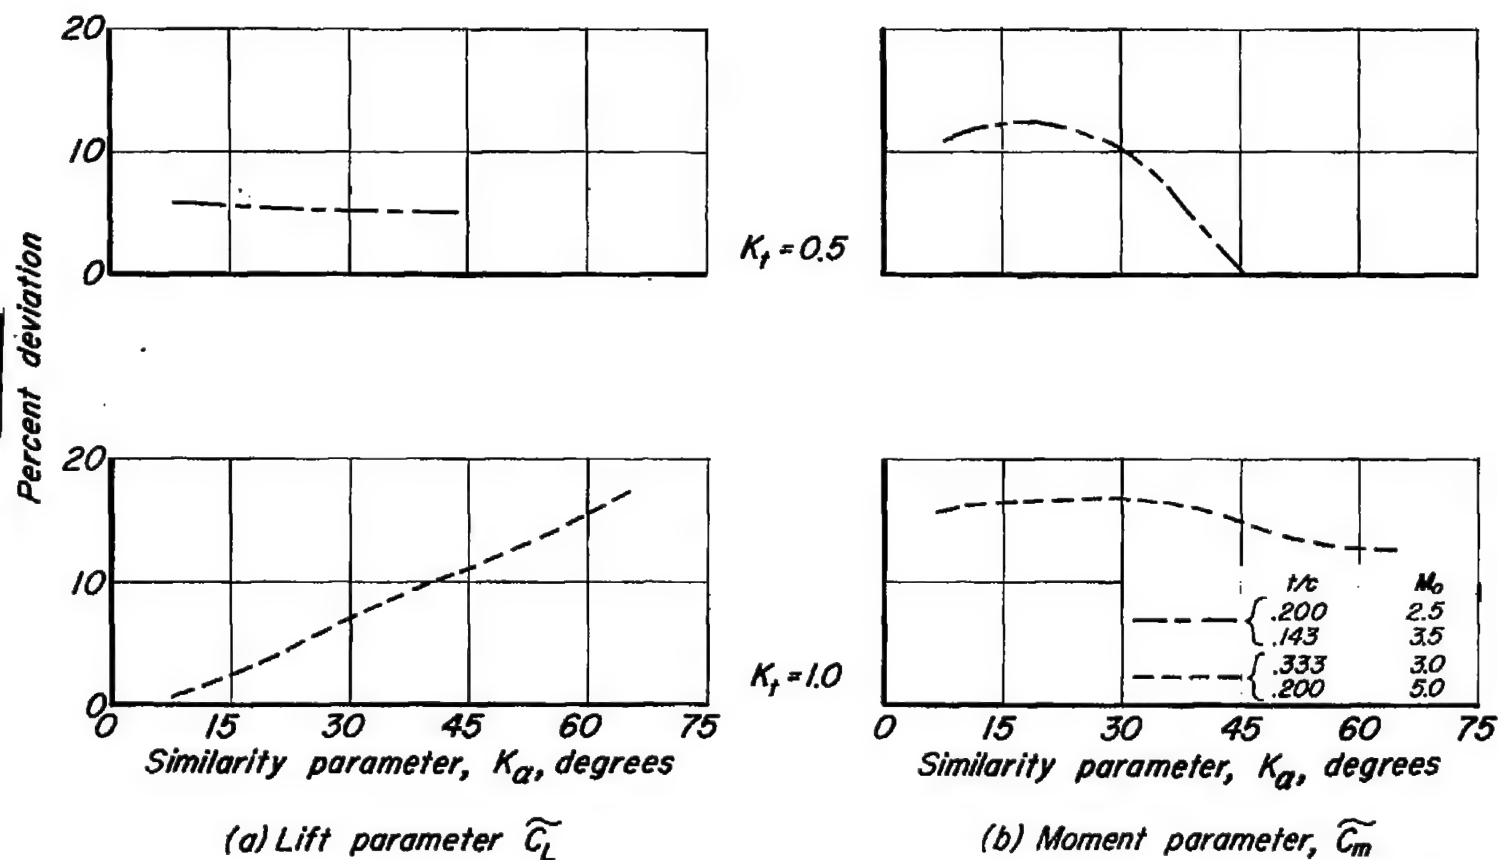 20
10
0
K_t = 0.5
Percent deviation
20
10
0
K_t = 1.0
t/c M_o
.200 2.5
.143 3.5
.333 3.0
.200 5.0
0 15 30 45 60 75
0 15 30 45 60 75
Similarity parameter, K_α, degrees
Similarity parameter, K_α, degrees
(a) Lift parameter C̃_L
(b) Moment parameter, C̃_m